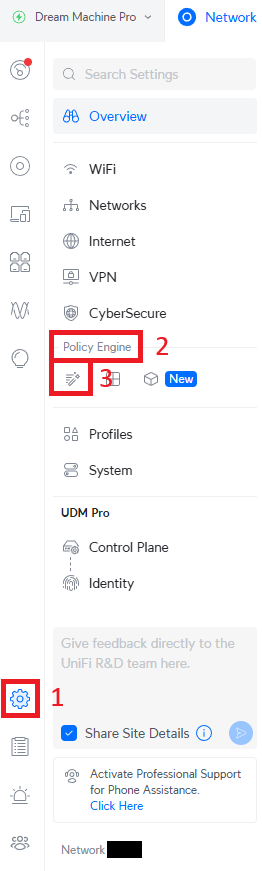 Dream Machine Pro
Network
Search Settings
Overview
WiFi
Networks
Internet
VPN
CyberSecure
Policy Engine
2
3
New
Profiles
System
UDM Pro
Control Plane
Identity
Give feedback directly to the
UniFi R&D team here.
1
Share Site Details
Activate Professional Support
for Phone Assistance.
Click Here
Network